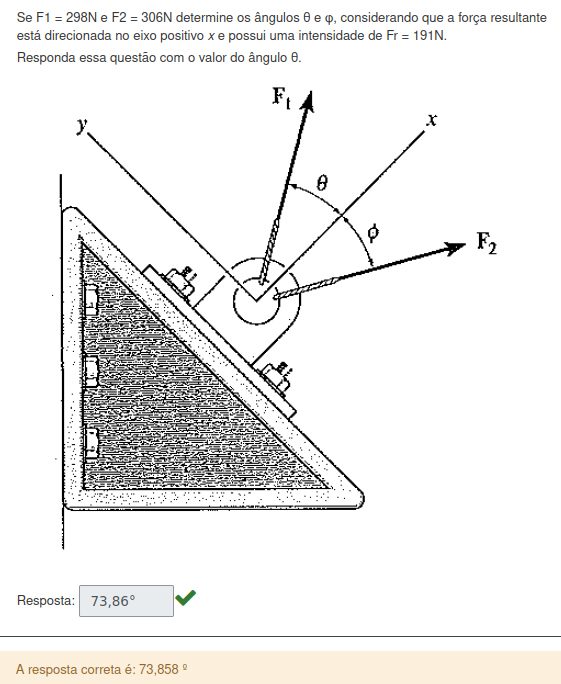 Se F1 = 298N e F2 = 306N determine os ângulos θ e φ, considerando que a força resultante
está direcionada no eixo positivo x e possui uma intensidade de Fr = 191N.
Responda essa questão com o valor do ângulo θ.
F1
y
x
θ
ϕ
F2
Resposta: 73,86°
A resposta correta é: 73,858 º